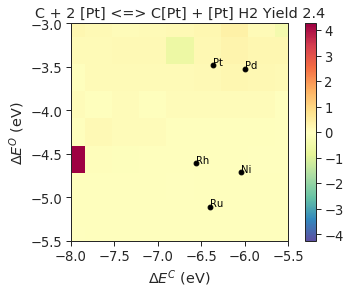 C + 2 [Pt] <=> C[Pt] + [Pt] H2 Yield 2.4
−3.0
−3.5
−4.0
−4.5
−5.0
−5.5
ΔE^O (eV)
Pt
Pd
Rh
Ni
Ru
−8.0 −7.5 −7.0 −6.5 −6.0 −5.5
ΔE^C (eV)
4
3
2
1
0
−1
−2
−3
−4